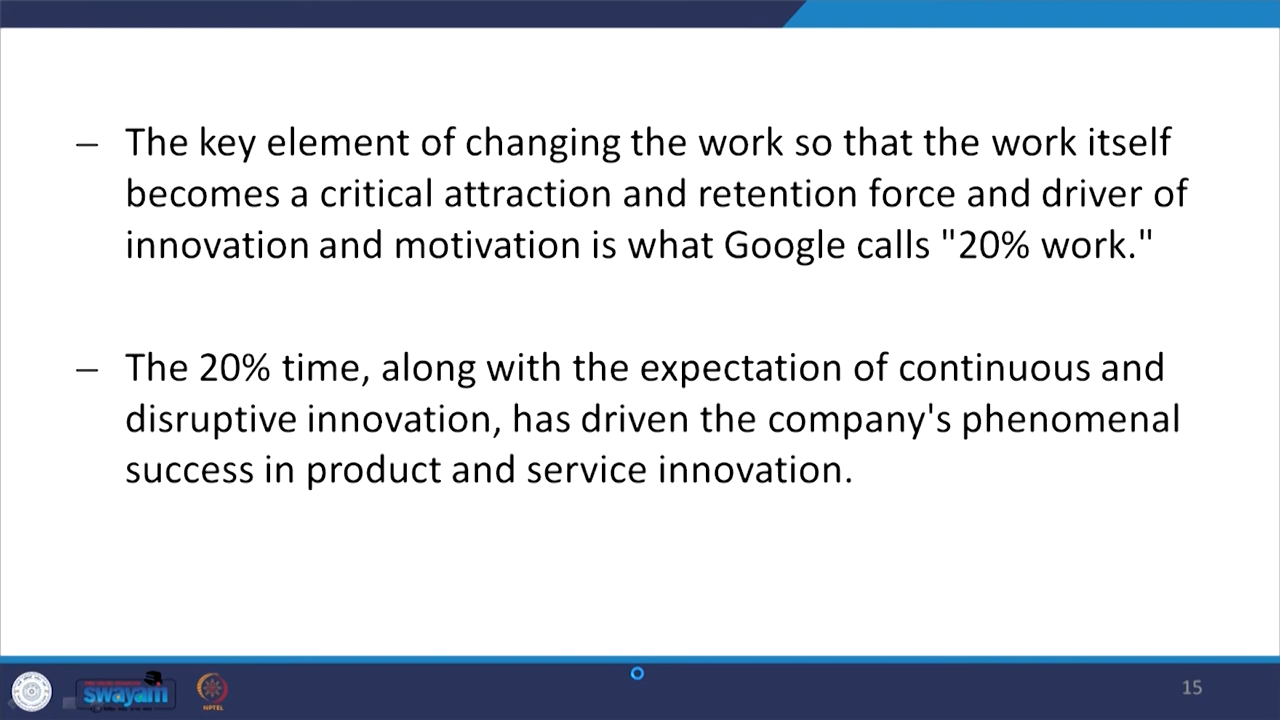 – The key element of changing the work so that the work itself
becomes a critical attraction and retention force and driver of
innovation and motivation is what Google calls "20% work."
– The 20% time, along with the expectation of continuous and
disruptive innovation, has driven the company's phenomenal
success in product and service innovation.
swayam
NPTEL
15